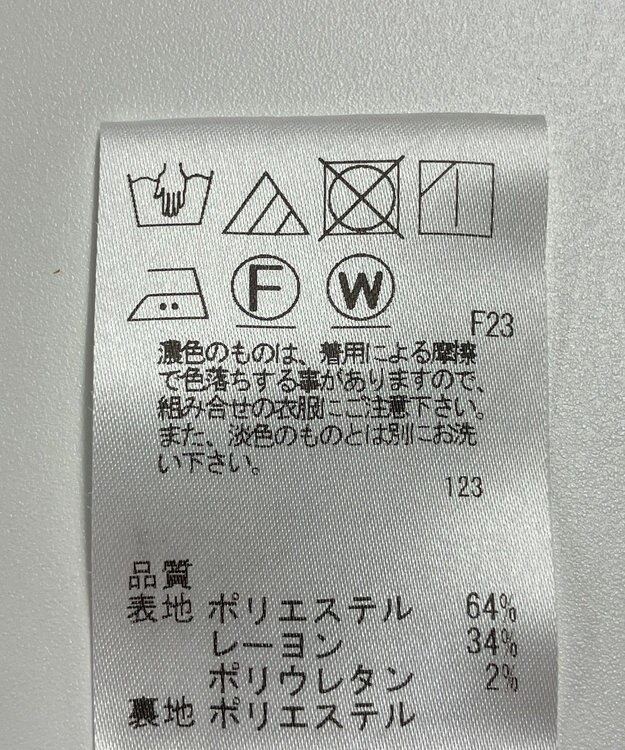 F W
F23
濃色のものは、着用による摩擦
で色落ちする事がありますので、
組み合せの衣服にご注意下さい。
また、淡色のものとは別にお洗
い下さい。
123
品質
表地 ポリエステル 64%
レーヨン 34%
ポリウレタン 2%
裏地 ポリエステル